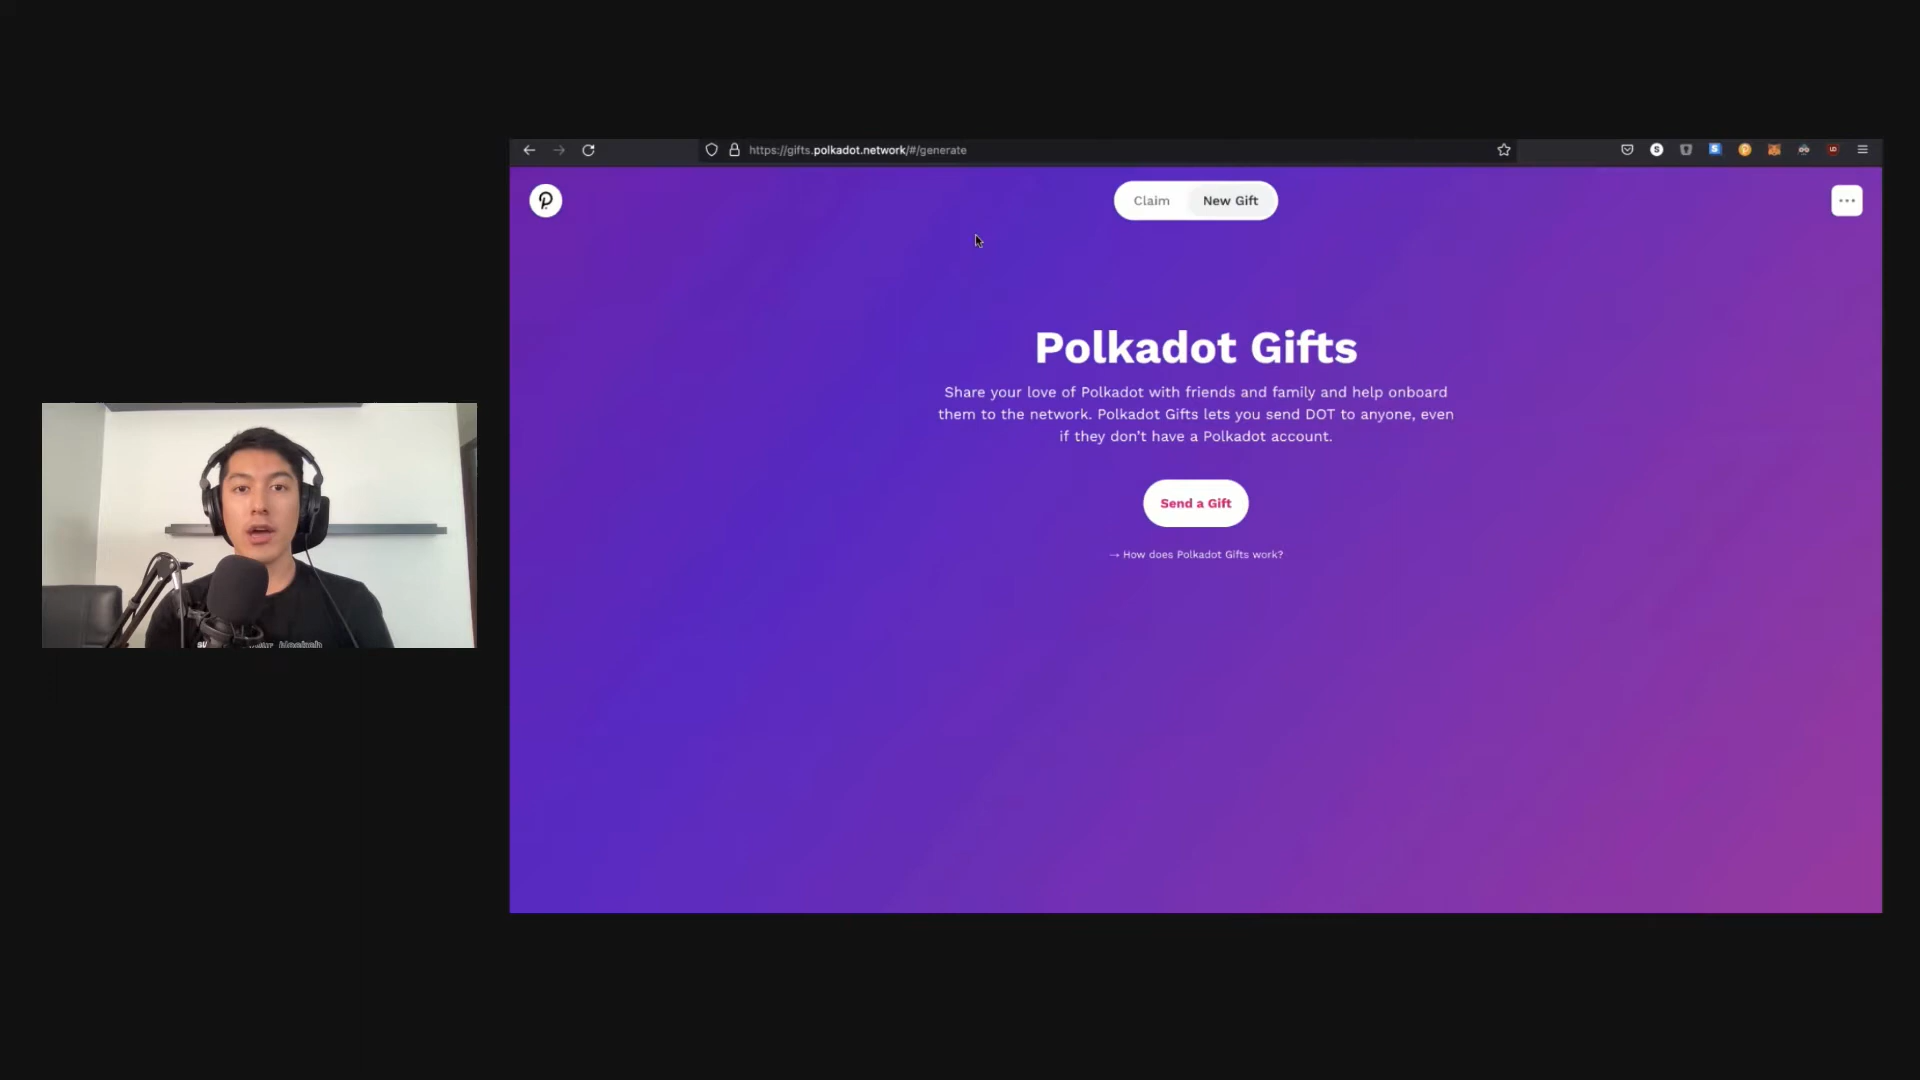 https://gifts.polkadot.network/#/generate
Claim
New Gift
Polkadot Gifts
Share your love of Polkadot with friends and family and help onboard
them to the network. Polkadot Gifts lets you send DOT to anyone, even
if they don't have a Polkadot account.
Send a Gift
→ How does Polkadot Gifts work?